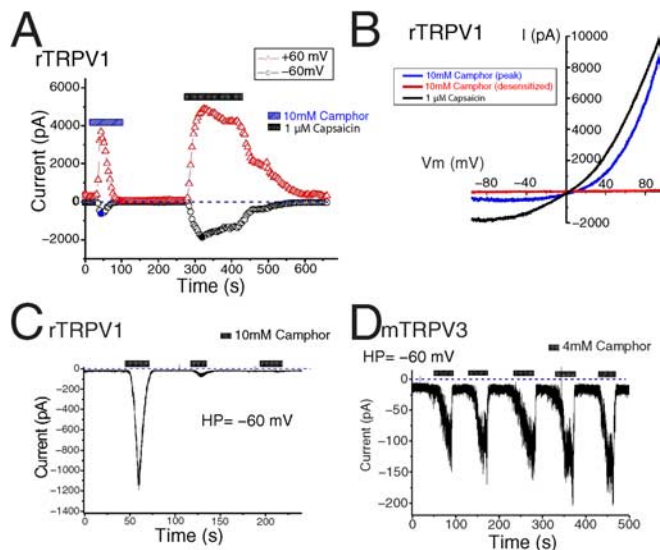 A
rTRPV1
+60 mV
−60mV
10mM Camphor
1 μM Capsaicin
Current (pA)
6000
4000
2000
0
−2000
0 100 200 300 400 500 600
Time (s)
B
rTRPV1
I (pA)
10mM Camphor (peak)
10mM Camphor (desensitized)
1 μM Capsaicin
10000
8000
6000
4000
2000
−2000
Vm (mV)
−80 −40 40 80
C
rTRPV1
10mM Camphor
HP= −60 mV
Current (pA)
0
−200
−400
−600
−800
−1000
−1200
−1400
0 50 100 150 200
Time (s)
D
mTRPV3
4mM Camphor
HP= −60 mV
Current (pA)
0
−50
−100
−150
−200
0 100 200 300 400 500
Time (s)